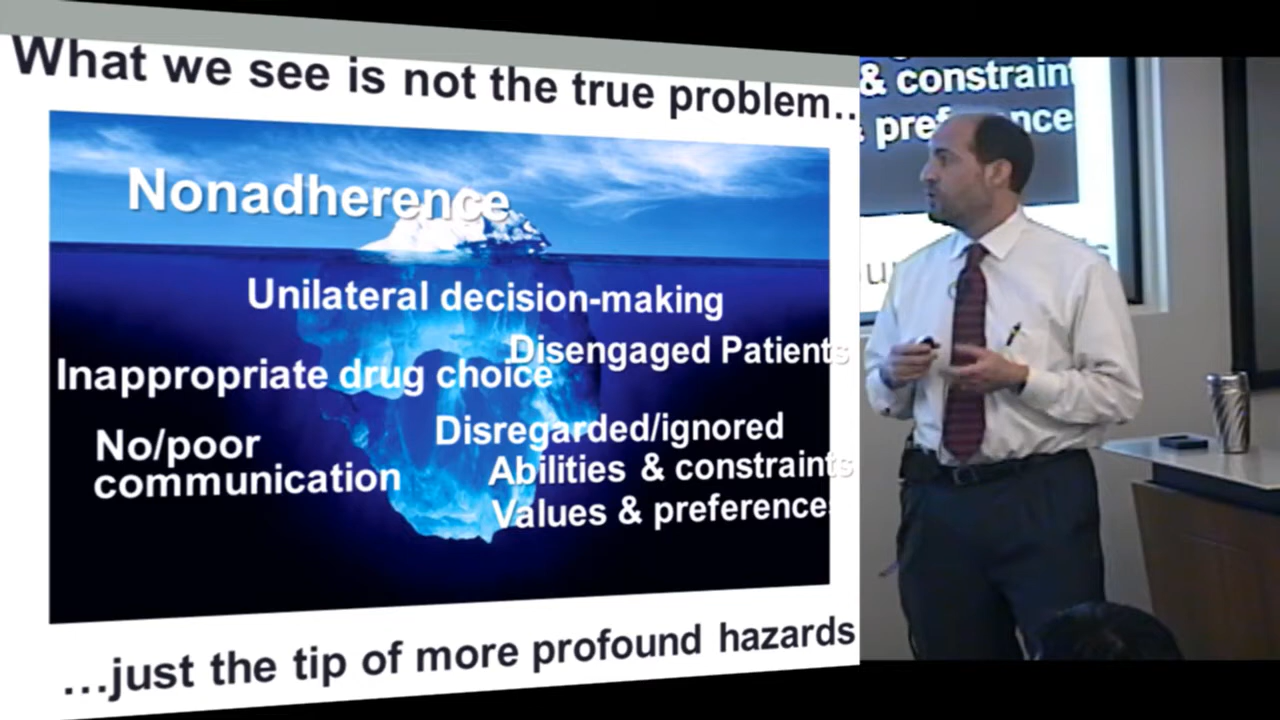 What we see is not the true problem..
Nonadherence
Unilateral decision-making
Disengaged Patients
Inappropriate drug choice
Disregarded/ignored
No/poor
communication
Abilities & constraints
Values & preference
…just the tip of more profound hazards
& constraint